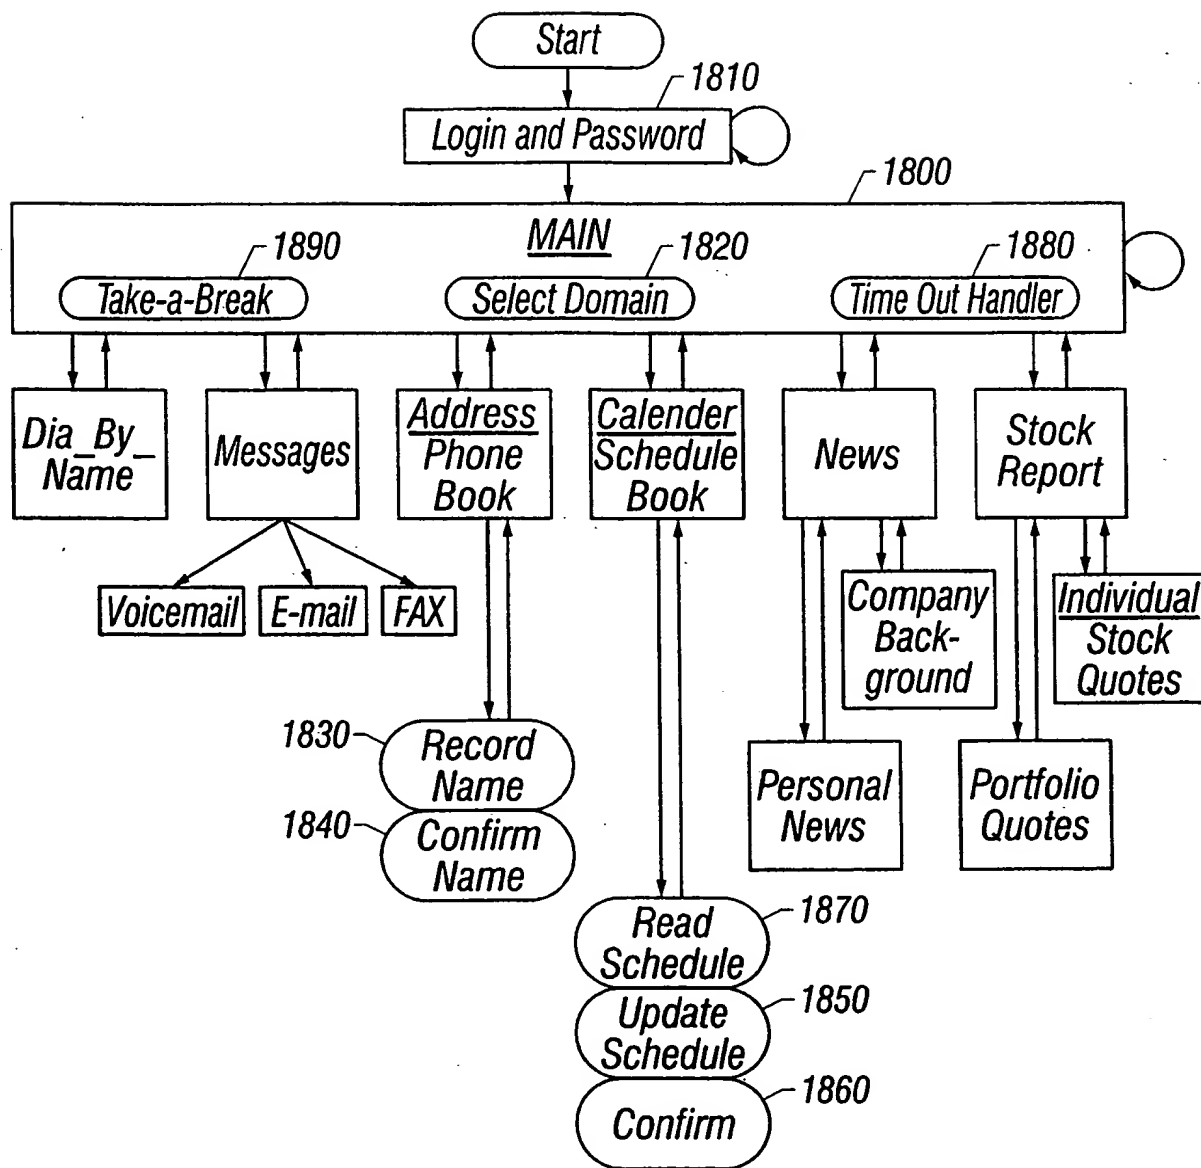 Start
1810
Login and Password
1800
MAIN
1890
1820
1880
Take-a-Break
Select Domain
Time Out Handler
Dia_By_
Name
Messages
Address
Phone
Book
Calender
Schedule
Book
News
Stock
Report
Voicemail
E-mail
FAX
Company
Back-
ground
Individual
Stock
Quotes
1830
Record
Name
1840
Confirm
Name
Personal
News
Portfolio
Quotes
1870
Read
Schedule
1850
Update
Schedule
1860
Confirm